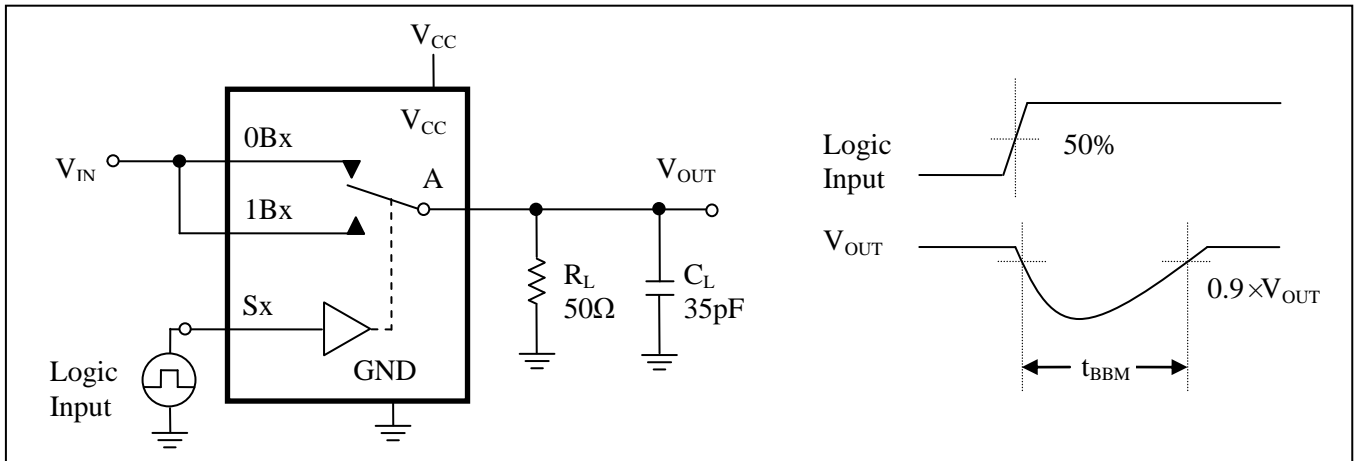 V_CC
V_CC
0Bx
V_IN
A
V_OUT
1Bx
R_L
50Ω
C_L
35pF
Sx
GND
Logic
Input
Logic
Input
50%
V_OUT
0.9×V_OUT
t_BBM